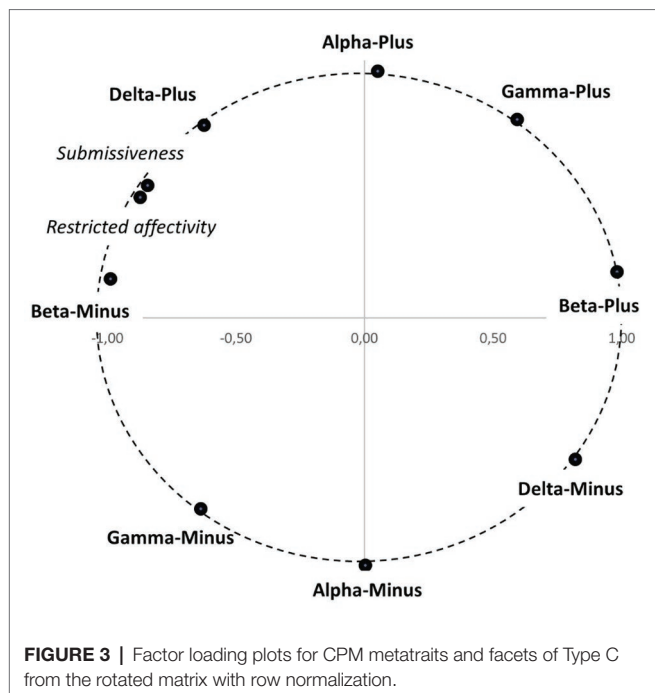 Alpha-Plus
Delta-Plus
Gamma-Plus
Submissiveness
Restricted affectivity
Beta-Minus
Beta-Plus
-1,00 -0,50 0,00 0,50 1,00
Delta-Minus
Gamma-Minus
Alpha-Minus
FIGURE 3 | Factor loading plots for CPM metatraits and facets of Type C
from the rotated matrix with row normalization.